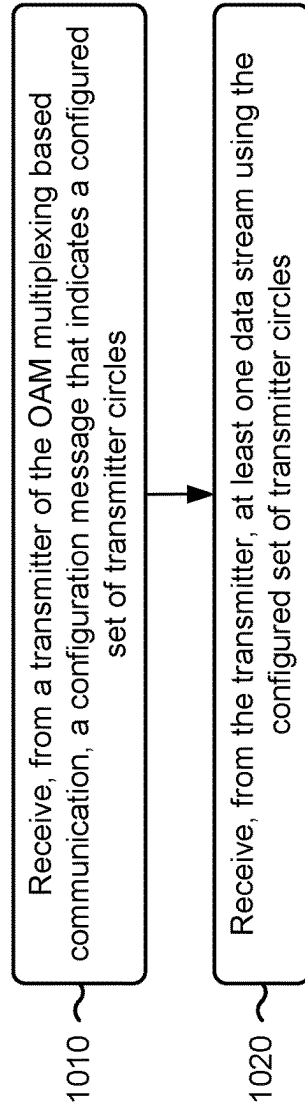 1010
Receive, from a transmitter of the OAM multiplexing based
communication, a configuration message that indicates a configured
set of transmitter circles
1020
Receive, from the transmitter, at least one data stream using the
configured set of transmitter circles